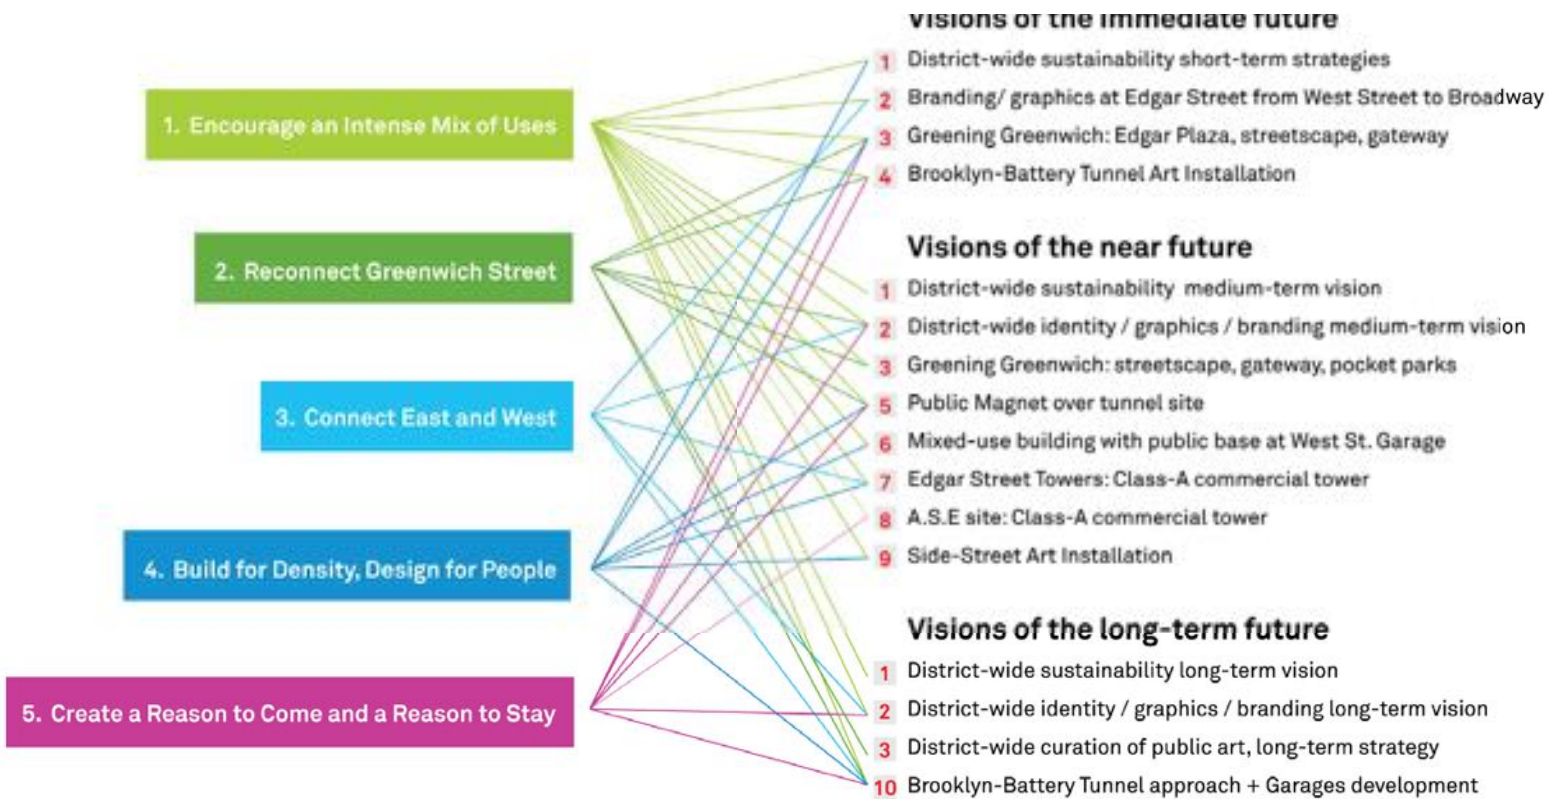 1. Encourage an Intense Mix of Uses
2. Reconnect Greenwich Street
3. Connect East and West
4. Build for Density, Design for People
5. Create a Reason to Come and a Reason to Stay
Visions of the immediate future
1 District-wide sustainability short-term strategies
2 Branding/ graphics at Edgar Street from West Street to Broadway
3 Greening Greenwich: Edgar Plaza, streetscape, gateway
4 Brooklyn-Battery Tunnel Art Installation
Visions of the near future
1 District-wide sustainability medium-term vision
2 District-wide identity / graphics / branding medium-term vision
3 Greening Greenwich: streetscape, gateway, pocket parks
5 Public Magnet over tunnel site
6 Mixed-use building with public base at West St. Garage
7 Edgar Street Towers: Class-A commercial tower
8 A.S.E site: Class-A commercial tower
9 Side-Street Art Installation
Visions of the long-term future
1 District-wide sustainability long-term vision
2 District-wide identity / graphics / branding long-term vision
3 District-wide curation of public art, long-term strategy
10 Brooklyn-Battery Tunnel approach + Garages development